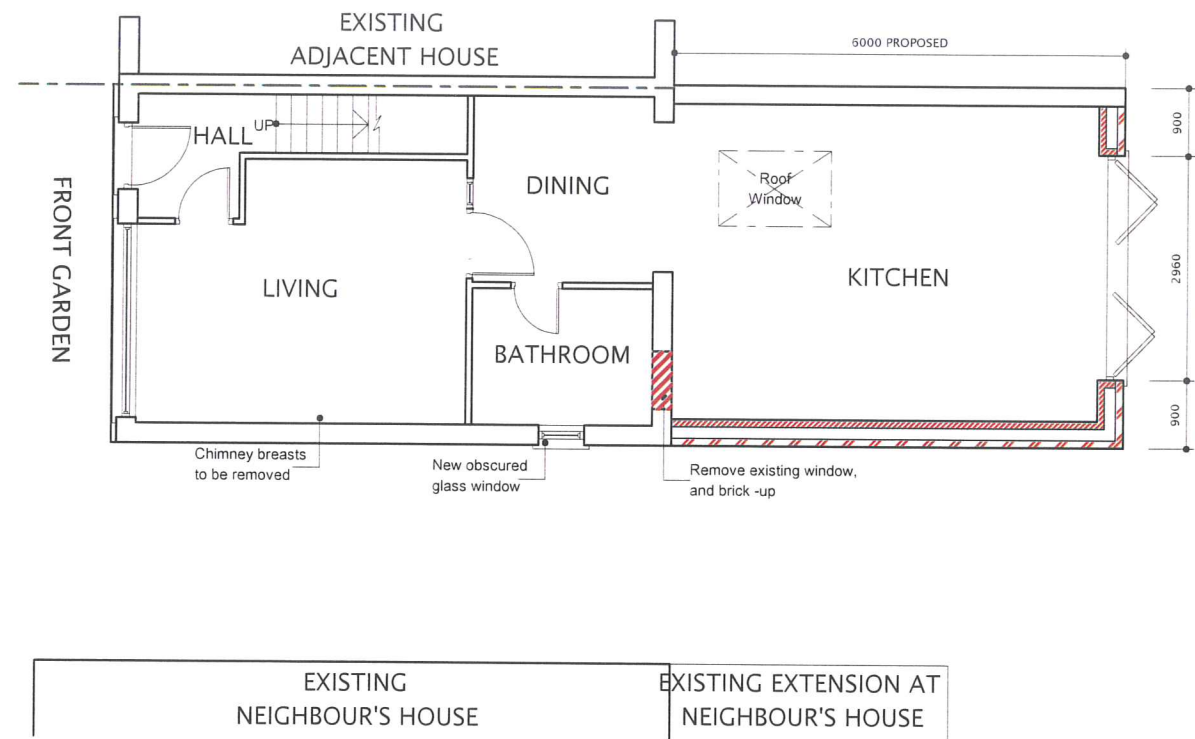 EXISTING
ADJACENT HOUSE
6000 PROPOSED
900
HALL
UP
DINING
Roof
Window
FRONT GARDEN
LIVING
KITCHEN
2960
BATHROOM
900
Chimney breasts
to be removed
New obscured
glass window
Remove existing window,
and brick -up
EXISTING
NEIGHBOUR'S HOUSE
EXISTING EXTENSION AT
NEIGHBOUR'S HOUSE